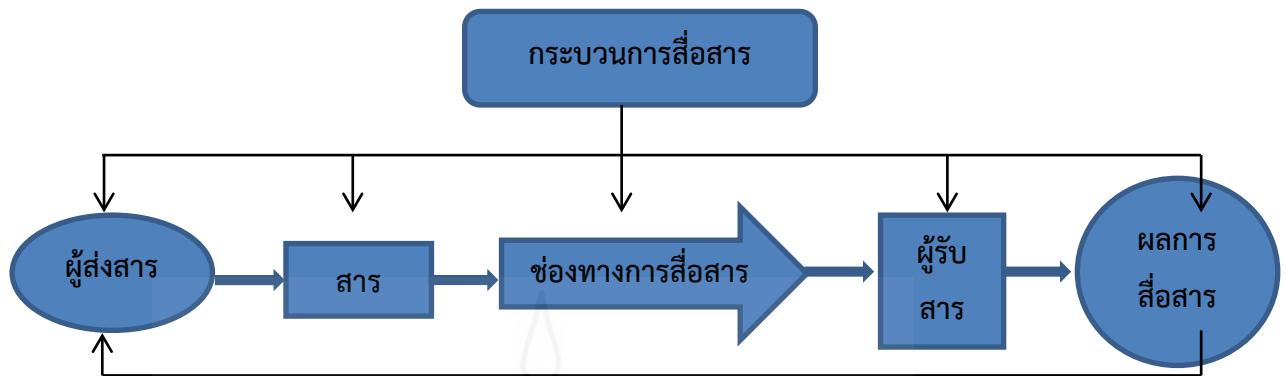 กระบวนการสื่อสาร
ผู้ส่งสาร
สาร
ช่องทางการสื่อสาร
ผู้รับ
สาร
ผลการ
สื่อสาร